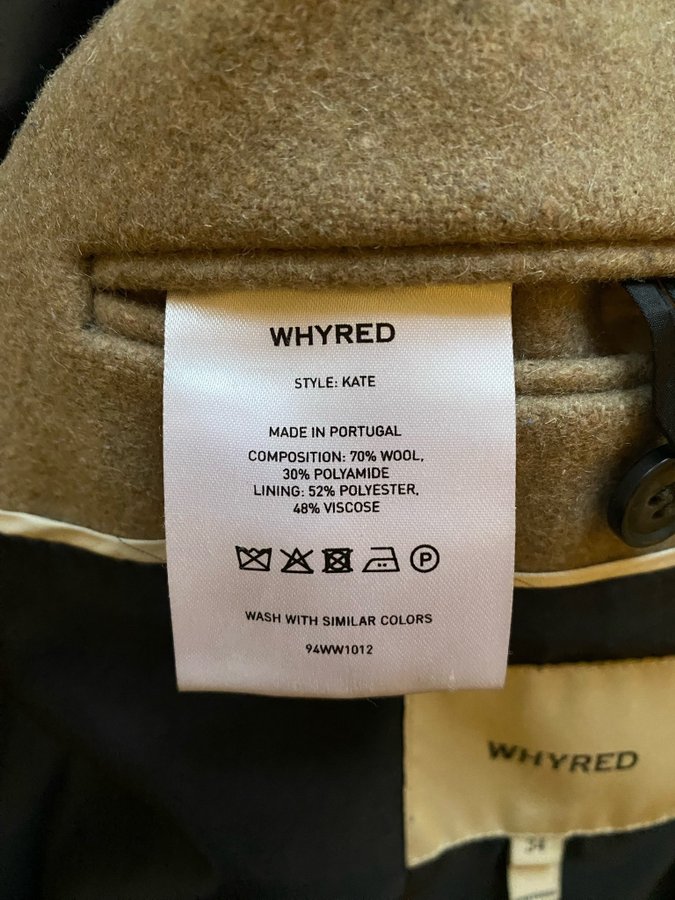 WHYRED
STYLE: KATE
MADE IN PORTUGAL
COMPOSITION: 70% WOOL,
30% POLYAMIDE
LINING: 52% POLYESTER,
48% VISCOSE
P
WASH WITH SIMILAR COLORS
94WW1012
WHYRED
34